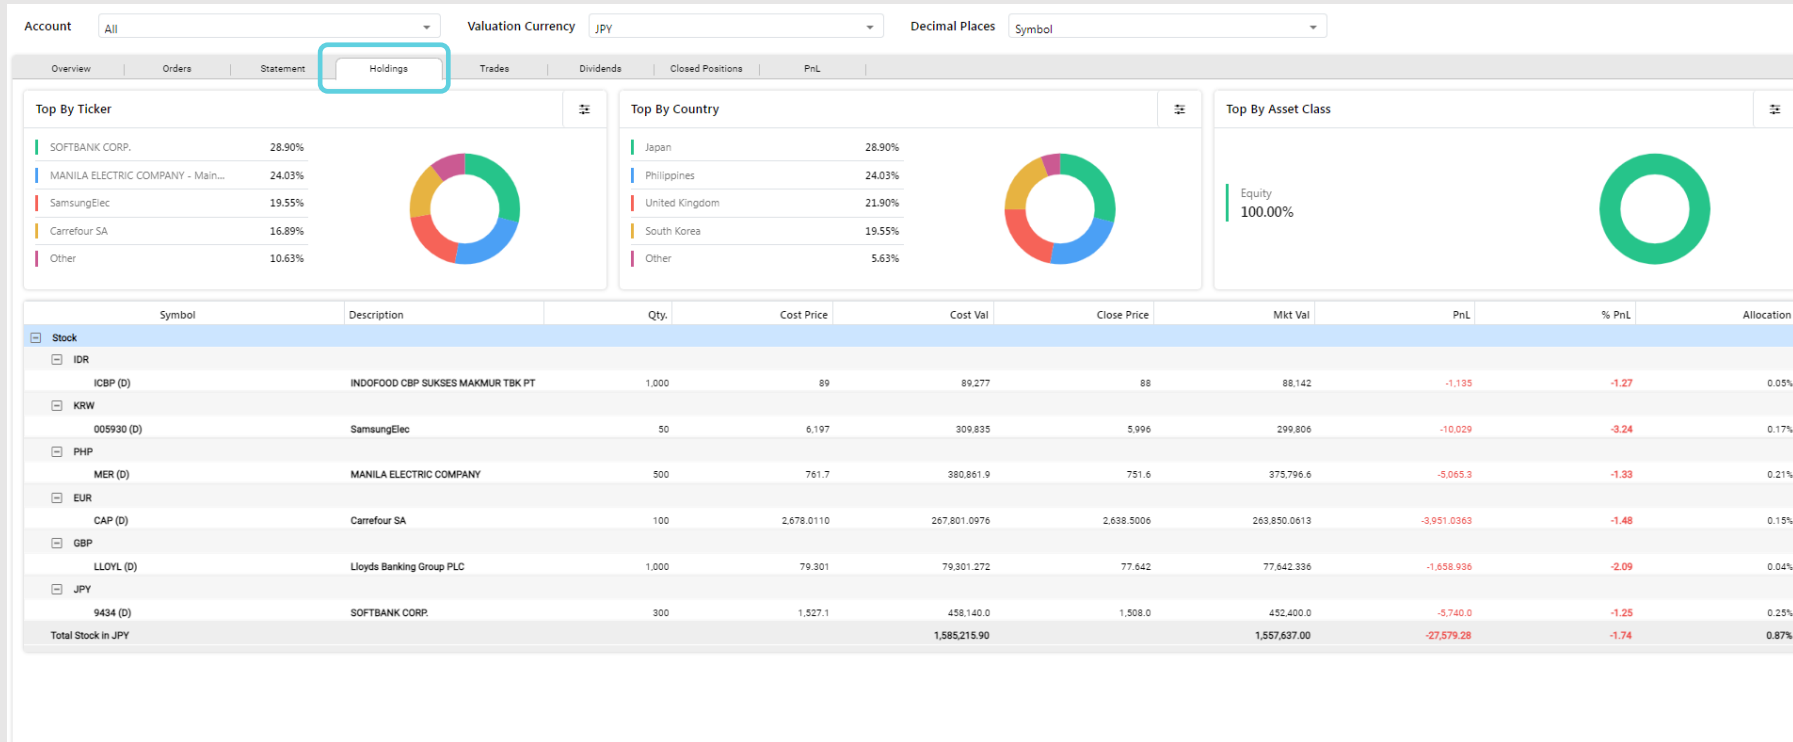 Account All Valuation Currency JPY Decimal Places Symbol
Overview Orders Statement Holdings Trades Dividends Closed Positions PnL
Top By Ticker
SOFTBANK CORP. 28.90%
MANILA ELECTRIC COMPANY - Main... 24.03%
SamsungElec 19.55%
Carrefour SA 16.89%
Other 10.63%
Top By Country
Japan 28.90%
Philippines 24.03%
United Kingdom 21.90%
South Korea 19.55%
Other 5.63%
Top By Asset Class
Equity
100.00%
Symbol Description Qty. Cost Price Cost Val Close Price Mkt Val PnL % PnL Allocation
Stock
IDR
ICBP (D) INDOFOOD CBP SUKSES MAKMUR TBK PT 1,000 89 89,277 88 88,142 -1,135 -1.27 0.05%
KRW
005930 (D) SamsungElec 50 6,197 309,835 5,996 299,806 -10,029 -3.24 0.17%
PHP
MER (D) MANILA ELECTRIC COMPANY 500 761.7 380,861.9 751.6 375,796.6 -5,065.3 -1.33 0.21%
EUR
CAP (D) Carrefour SA 100 2,678.0110 267,801.0976 2,638.5006 263,850.0613 -3,951.0363 -1.48 0.15%
GBP
LLOYL (D) Lloyds Banking Group PLC 1,000 79.301 79,301.272 77.642 77,642.336 -1,658.936 -2.09 0.04%
JPY
9434 (D) SOFTBANK CORP. 300 1,527.1 458,140.0 1,508.0 452,400.0 -5,740.0 -1.25 0.25%
Total Stock in JPY 1,585,215.90 1,557,637.00 -27,579.28 -1.74 0.87%